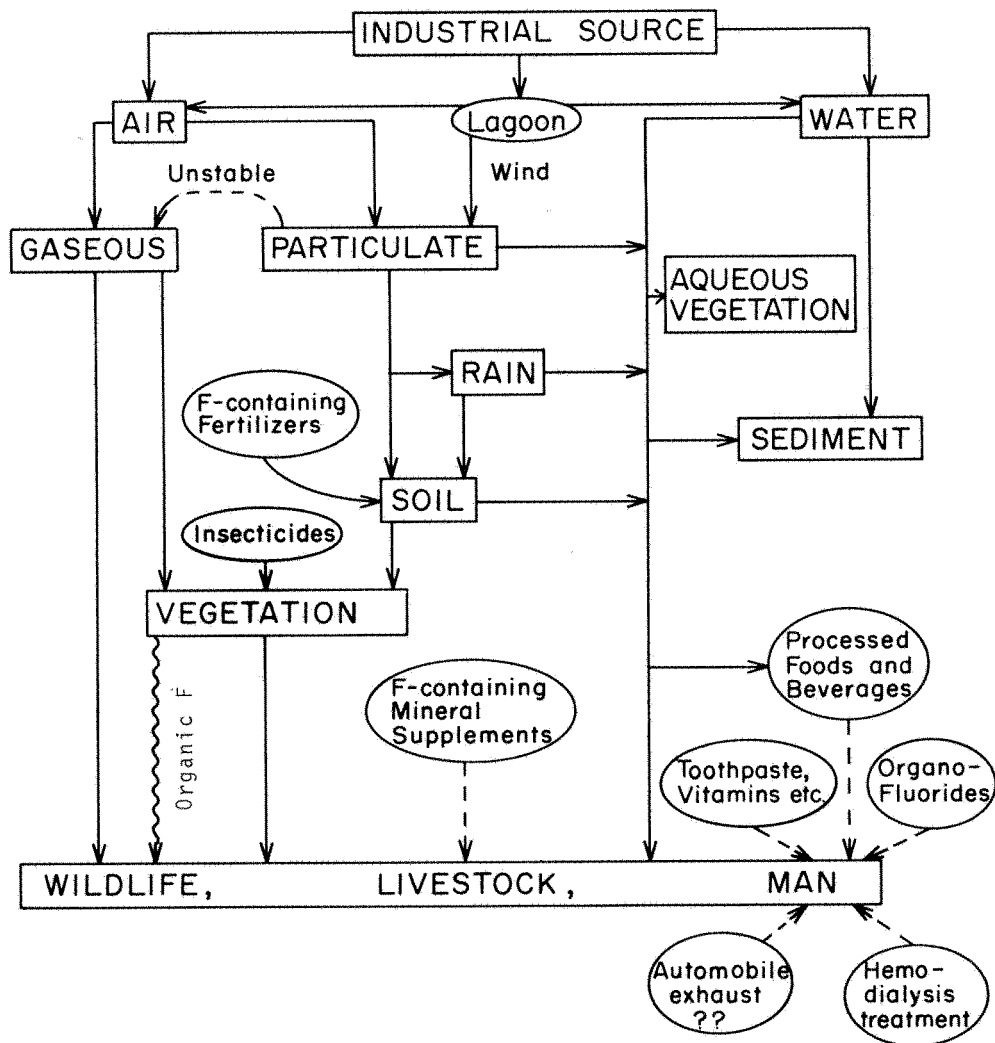 INDUSTRIAL SOURCE
AIR
Lagoon
WATER
Unstable
Wind
GASEOUS
PARTICULATE
AQUEOUS
VEGETATION
RAIN
F-containing
Fertilizers
SEDIMENT
SOIL
Insecticides
VEGETATION
Organic F
F-containing
Mineral
Supplements
Processed
Foods and
Beverages
Toothpaste,
Vitamins etc.
Organo-
Fluorides
WILDLIFE, LIVESTOCK, MAN
Automobile
exhaust
??
Hemo-
dialysis
treatment